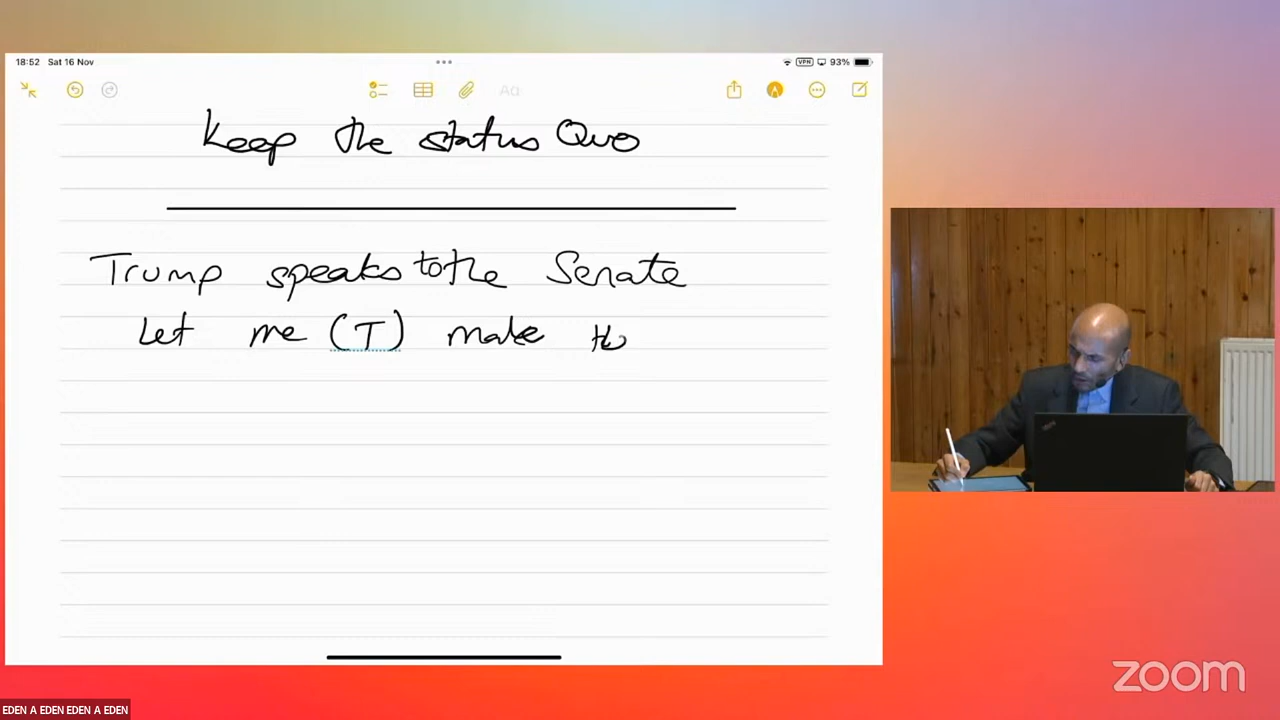 18:52 Sat 16 Nov
VPN 93%
Aa
Keep the status Quo
Trump speaks to the Senate
Let me (T) make
zoom
EDEN A EDEN EDEN A EDEN